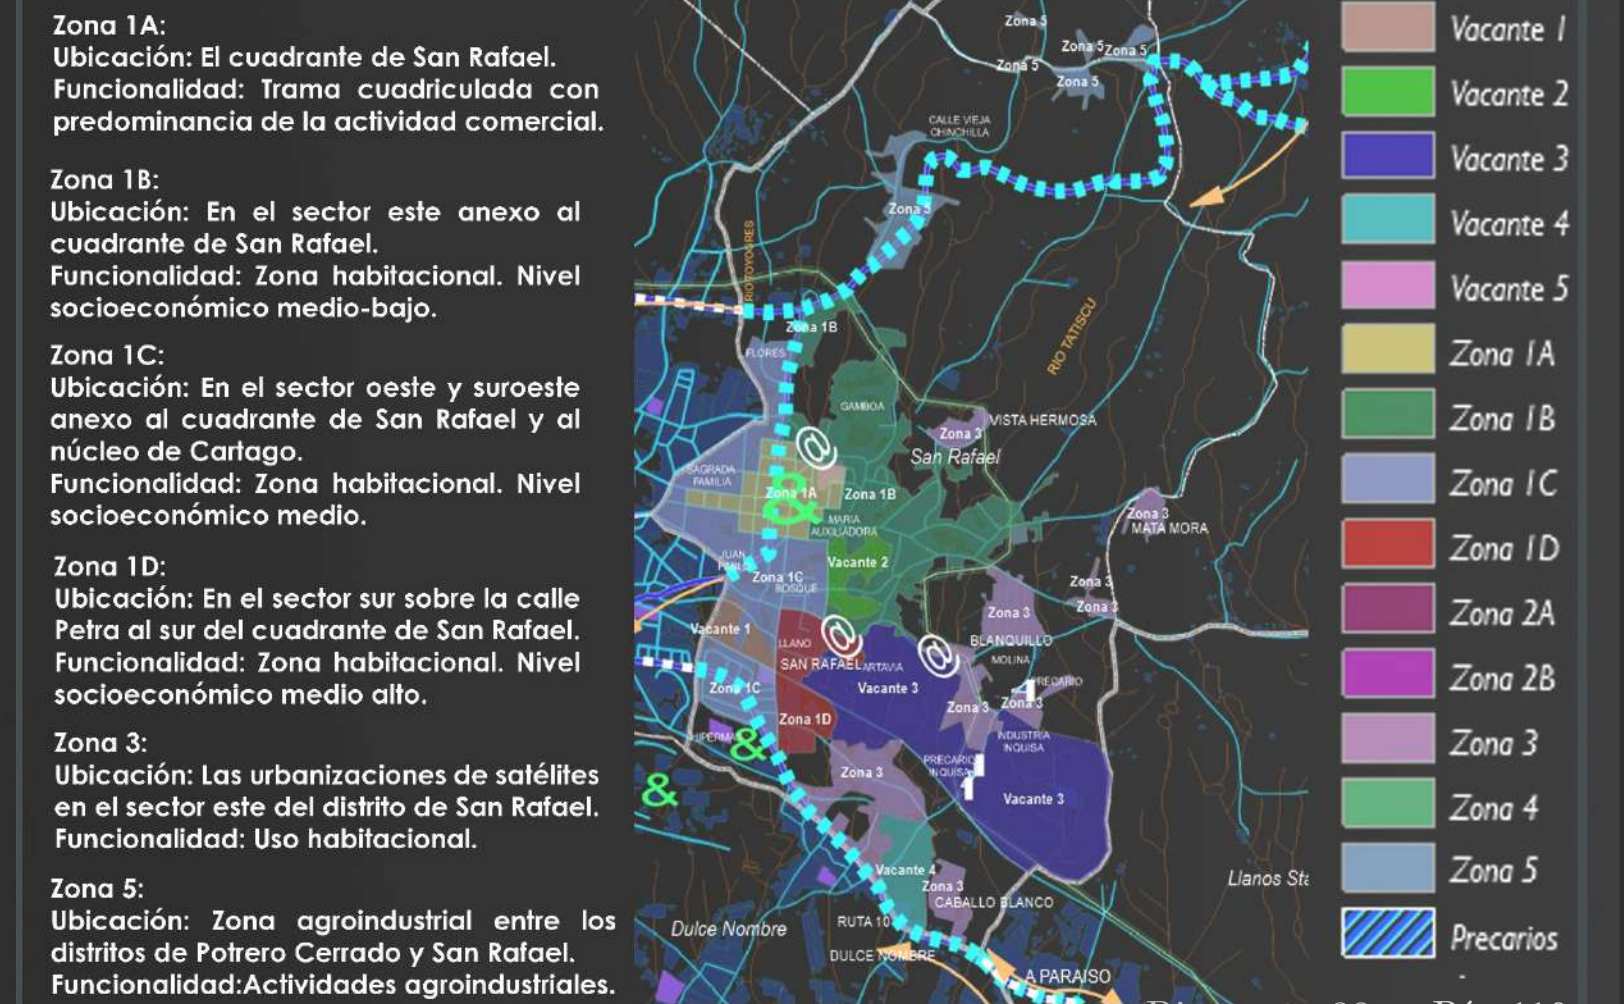 Zona 1A:
Ubicación: El cuadrante de San Rafael.
Funcionalidad: Trama cuadriculada con
predominancia de la actividad comercial.
Zona 1B:
Ubicación: En el sector este anexo al
cuadrante de San Rafael.
Funcionalidad: Zona habitacional. Nivel
socioeconómico medio-bajo.
Zona 1C:
Ubicación: En el sector oeste y suroeste
anexo al cuadrante de San Rafael y al
núcleo de Cartago.
Funcionalidad: Zona habitacional. Nivel
socioeconómico medio.
Zona 1D:
Ubicación: En el sector sur sobre la calle
Petra al sur del cuadrante de San Rafael.
Funcionalidad: Zona habitacional. Nivel
socioeconómico medio alto.
Zona 3:
Ubicación: Las urbanizaciones de satélites
en el sector este del distrito de San Rafael.
Funcionalidad: Uso habitacional.
Zona 5:
Ubicación: Zona agroindustrial entre los
distritos de Potrero Cerrado y San Rafael.
Funcionalidad:Actividades agroindustriales.
Zona 5
Zona 5
Zona 5
Zona 5
Zona 5
CALLE VIEJA
CHINCHILLA
Zona 5
RIO TOYOGRES
RIO TATISCU
Zona 1B
FLORES
GAMBOA
VISTA HERMOSA
Zona 3
San Rafael
SAGRADA
FAMILIA
@
Zona 1A
&
Zona 1B
MARIA
AUXILIADORA
Zona 3
MATA MORA
JUAN
Vacante 2
Zona 1C
BOSQUE
Zona 3
Zona 3
Zona 3
Vacante 1
LLANO
@
@
BLANQUILLO
SAN RAFAEL
ARTAVIA
MOLINA
Zona 1C
Vacante 3
PRECARIO
Zona 3
Zona 3
Zona 1D
HIPERMAS
&
INDUSTRIA
INQUISA
PRECARIO
INQUISA
Zona 3
&
Vacante 3
Vacante 4
Zona 3
CABALLO BLANCO
Llanos Sta
RUTA 10
Dulce Nombre
DULCE NOMBRE
A PARAISO
Vacante 1
Vacante 2
Vacante 3
Vacante 4
Vacante 5
Zona 1A
Zona 1B
Zona 1C
Zona 1D
Zona 2A
Zona 2B
Zona 3
Zona 4
Zona 5
Precarios